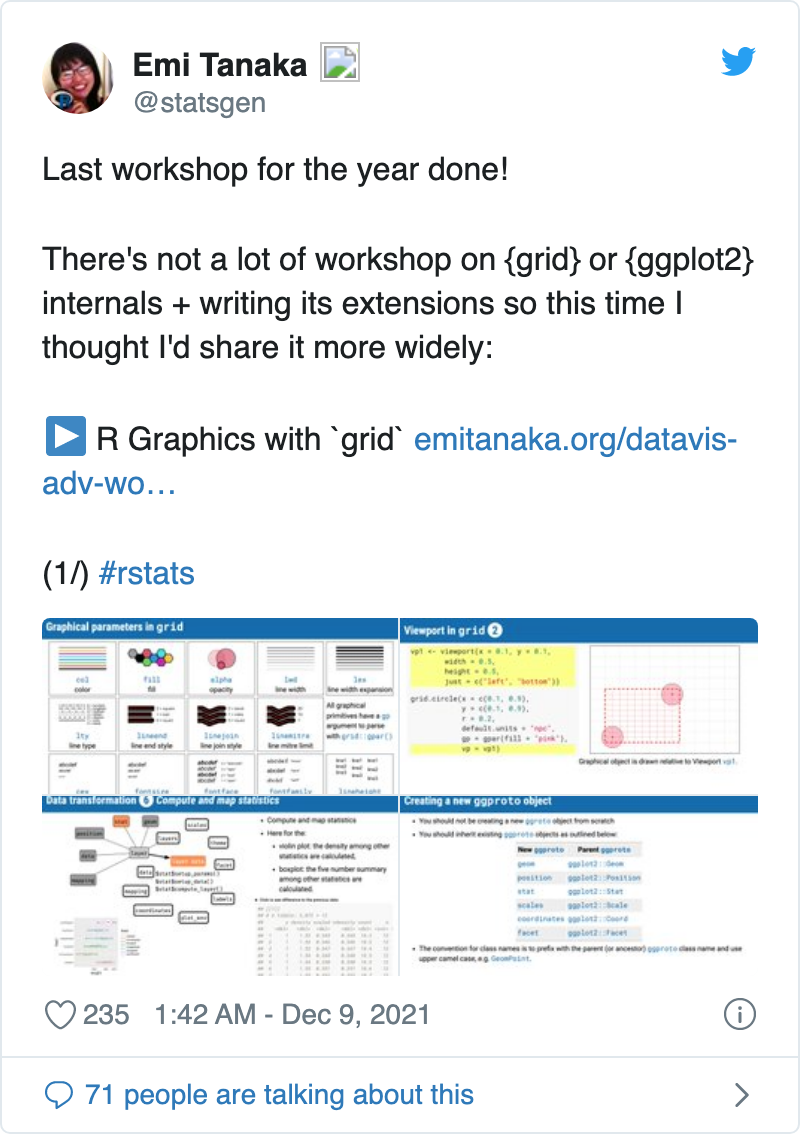 Emi Tanaka
@statsgen
Last workshop for the year done!
There's not a lot of workshop on {grid} or {ggplot2}
internals + writing its extensions so this time I
thought I'd share it more widely:
R Graphics with `grid` emitanaka.org/datavis-
adv-wo…
(1/) #rstats
Graphical parameters in grid
col
color
fill
fill
alpha
opacity
lwd
line width
lex
line width expansion
lty
line type
lineend
line end style
linejoin
line join style
linemitre
line mitre limit
All graphical
primitives have a gp
argument to parse
with grid::gpar()
cex
fontsize
fontface
fontfamily
lineheight
Viewport in grid 2
vp1 <- viewport(x = 0.1, y = 0.1,
width = 0.5,
height = 0.5,
just = c("left", "bottom"))
grid.circle(x = c(0.1, 0.9),
y = c(0.1, 0.9),
r = 0.2,
default.units = "npc",
gp = gpar(fill = "pink"),
vp = vp1)
Graphical object is drawn relative to Viewport vp1.
Data transformation 6 Compute and map statistics
stat
geom
scales
position
layers
theme
data
layer
layer data
facet
mapping
data
$stat$setup_params()
$stat$setup_data()
$stat$compute_layer()
mapping
labels
coordinates
plot_env
• Compute and map statistics
• Here for the:
• violin plot: the density among other
statistics are calculated,
• boxplot: the five number summary
among other statistics are
calculated.
Creating a new ggproto object
• You should not be creating a new ggproto object from scratch
• You should inherit existing ggproto objects as outlined below:
New ggproto Parent ggproto
geom ggplot2::Geom
position ggplot2::Position
stat ggplot2::Stat
scales ggplot2::Scale
coordinates ggplot2::Coord
facet ggplot2::Facet
• The convention for class names is to prefix with the parent (or ancestor) ggproto class name and use
upper camel case, e.g. GeomPoint.
235 1:42 AM - Dec 9, 2021
71 people are talking about this